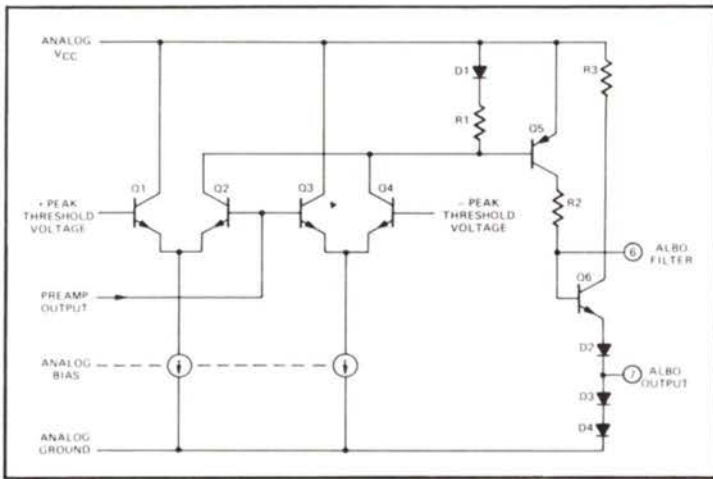 ANALOG
VCC
D1
R3
R1
Q5
Q1
Q2
Q3
Q4
+ PEAK
THRESHOLD
VOLTAGE
− PEAK
THRESHOLD
VOLTAGE
R2
6
ALBO
FILTER
Q6
PREAMP
OUTPUT
D2
ANALOG
BIAS
7
ALBO
OUTPUT
D3
D4
ANALOG
GROUND